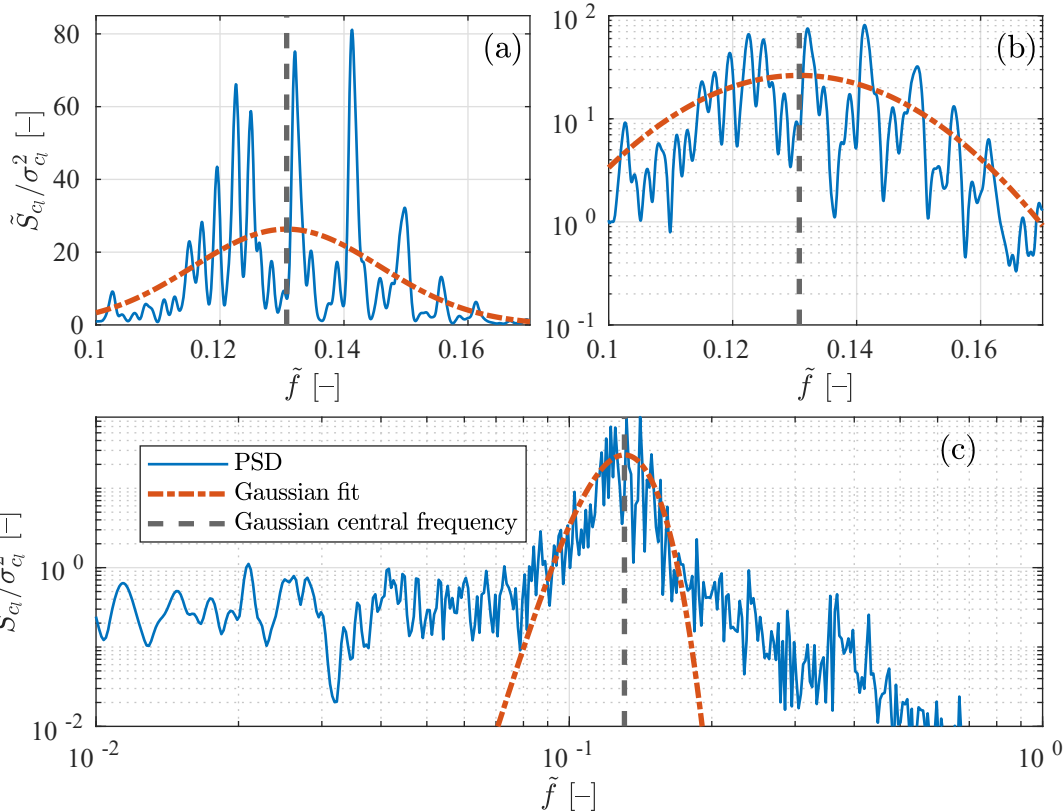 (a)
80
60
40
20
0
0.1 0.12 0.14 0.16
f̃ [–]
S̃_{c_l}/σ²_{c_l} [–]
(b)
10^2
10^1
10^0
10^-1
0.1 0.12 0.14 0.16
f̃ [–]
(c)
PSD
Gaussian fit
Gaussian central frequency
10^0
10^-2
10^-2 10^-1 10^0
f̃ [–]
S̃_{c_l}/σ²_{c_l} [–]